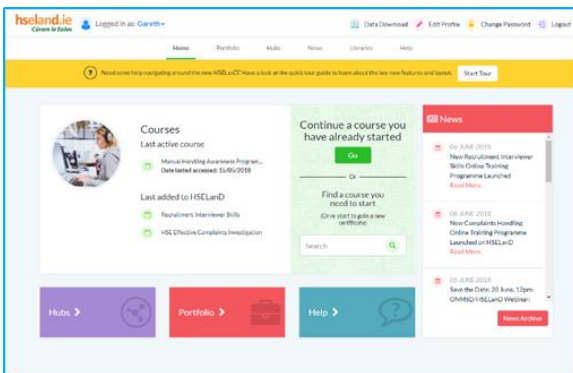 hseland.ie
Cúram le Eolas
Logged in as: Gareth
Data Download
Edit Profile
Change Password
Logout
Home
Portfolio
Hubs
News
Libraries
Help
Need some help navigating around the new HSELanD? Have a look at the quick tour guide to learn about the key new features and layout.
Start Tour
Courses
Last active course
Manual Handling Awareness Program...
Date lasted accessed: 15/05/2018
Last added to HSELanD
Recruitment Interviewer Skills
HSE Effective Complaints Investigation
Continue a course you
have already started
Go
Or
Find a course you
need to start
(Or re start to gain a new
certificate)
Search
News
06 JUNE 2018
New Recruitment Interviewer
Skills Online Training
Programme Launched
Read More.
06 JUNE 2018
New Complaints Handling
Online Training Programme
Launched on HSELanD
Read More.
05 JUNE 2018
Save the Date: 20 June, 12pm:
ONMSD/HSELanD Webinar:
News Archive
Hubs
Portfolio
Help